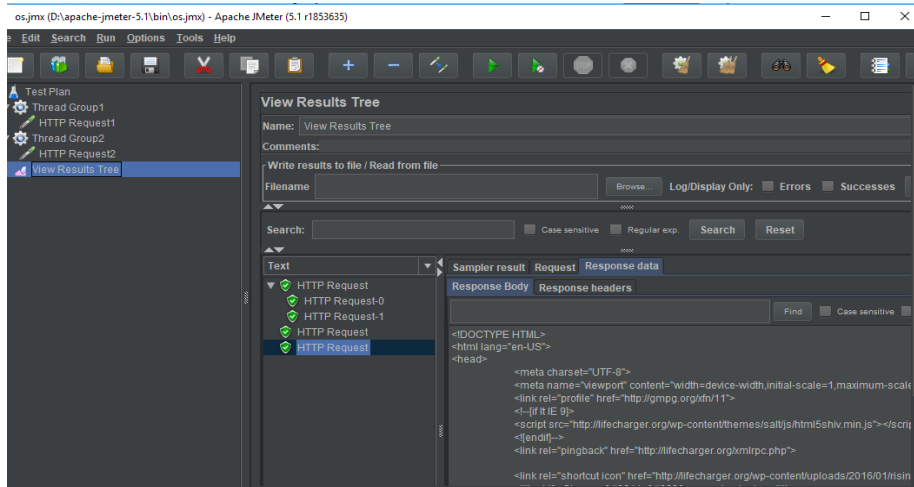 os.jmx (D:\apache-jmeter-5.1\bin\os.jmx) - Apache JMeter (5.1 r1853635)
e Edit Search Run Options Tools Help
Test Plan
Thread Group1
HTTP Request1
Thread Group2
HTTP Request2
View Results Tree
View Results Tree
Name: View Results Tree
Comments:
Write results to file / Read from file
Filename Browse... Log/Display Only: Errors Successes
Search: Case sensitive Regular exp. Search Reset
Text
HTTP Request
HTTP Request-0
HTTP Request-1
HTTP Request
HTTP Request
Sampler result Request Response data
Response Body Response headers
Find Case sensitive
<!DOCTYPE HTML>
<html lang="en-US">
<head>
<meta charset="UTF-8">
<meta name="viewport" content="width=device-width,initial-scale=1,maximum-scale
<link rel="profile" href="http://gmpg.org/xfn/11">
<!--[if lt IE 9]>
<script src="http://lifecharger.org/wp-content/themes/salt/js/html5shiv.min.js"></scrip
<![endif]-->
<link rel="pingback" href="http://lifecharger.org/xmlrpc.php">
<link rel="shortcut icon" href="http://lifecharger.org/wp-content/uploads/2016/01/risin